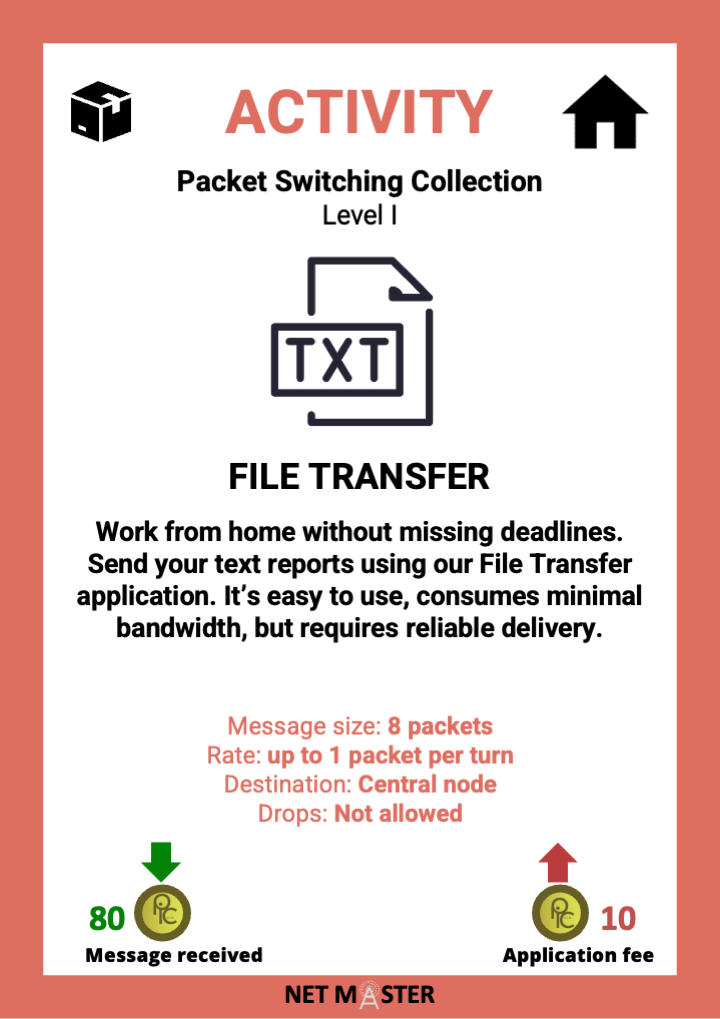 ACTIVITY
Packet Switching Collection
Level I
TXT
FILE TRANSFER
Work from home without missing deadlines.
Send your text reports using our File Transfer
application. It’s easy to use, consumes minimal
bandwidth, but requires reliable delivery.
Message size: 8 packets
Rate: up to 1 packet per turn
Destination: Central node
Drops: Not allowed
80
10
Message received
Application fee
NET MASTER